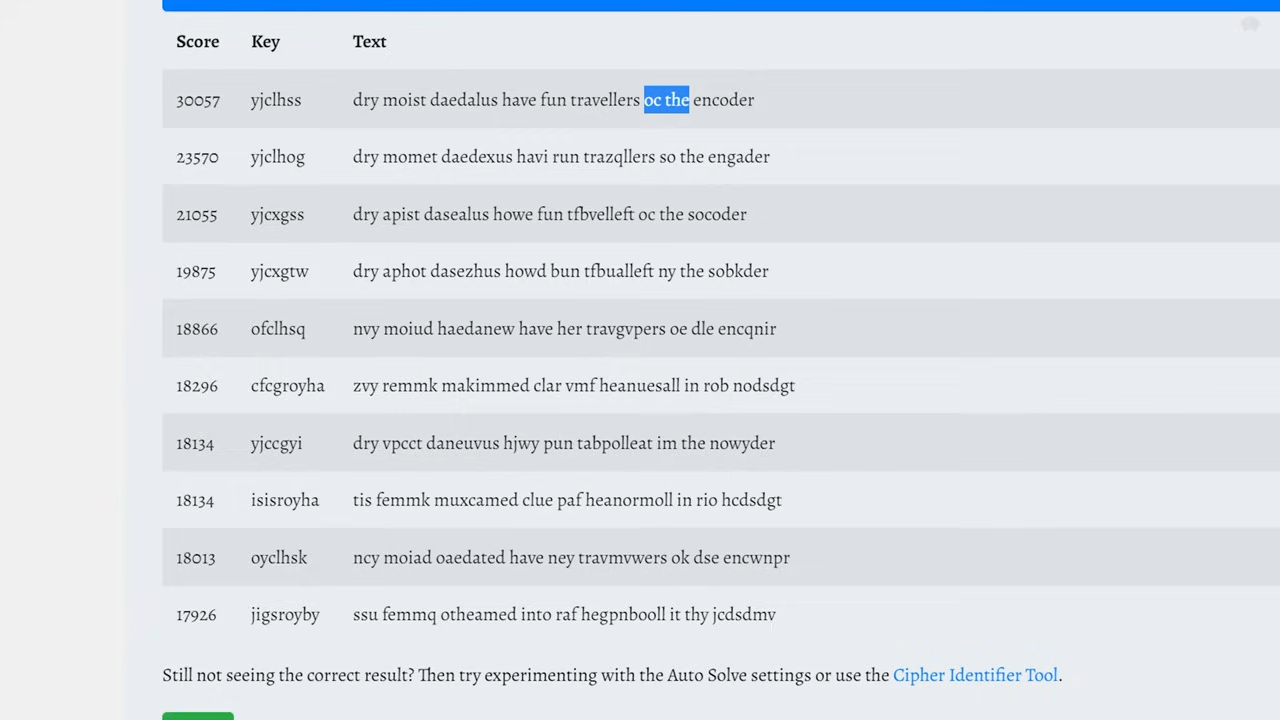 Score Key Text
30057 yjclhss dry moist daedalus have fun travellers oc the encoder
23570 yjclhog dry momet daedexus havi run trazqllers so the engader
21055 yjcxgss dry apist dasealus howe fun tfbvelleft oc the socoder
19875 yjcxgtw dry aphot dasezhus howd bun tfbualleft ny the sobkder
18866 ofclhsq nvy moiud haedanew have her travgvpers oe dle encqnir
18296 cfcgroyha zvy remmk makimmed clar vmf heanuesall in rob nodsdgt
18134 yjccgyi dry vpcct daneuvus hjwy pun tabpolleat im the nowyder
18134 isisroyha tis femmk muxcamed clue paf heanormoll in rio hcdsdgt
18013 oyclhsk ncy moiad oaedated have ney travmvwers ok dse encwnpr
17926 jigsroyby ssu femmq otheamed into raf hegpnbooll it thy jcdsdmv
Still not seeing the correct result? Then try experimenting with the Auto Solve settings or use the Cipher Identifier Tool.